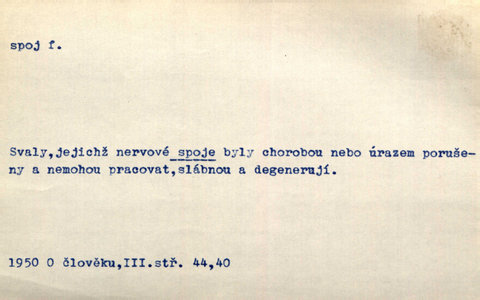 spoj f.
Svaly,jejichž nervové spoje byly chorobou nebo úrazem poruše-
ny a nemohou pracovat,slábnou a degenerují.
1950 O člověku,III.stř. 44,40